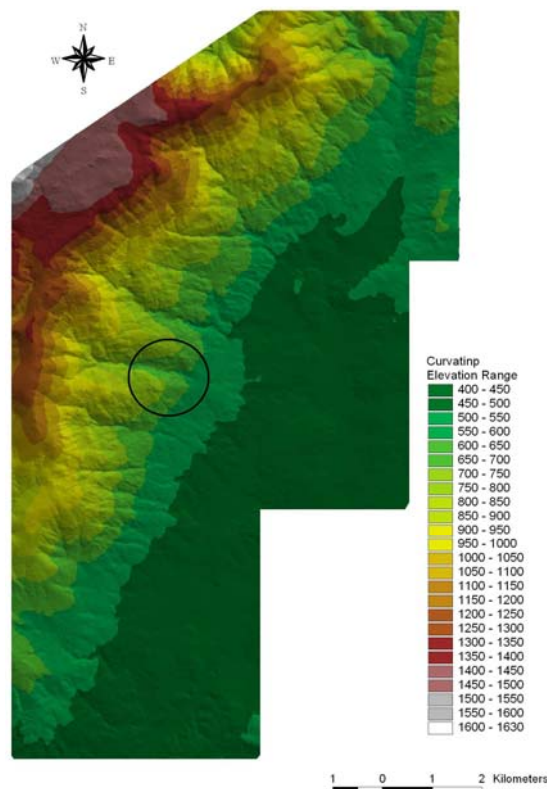 N
W E
S
Curvatinp
Elevation Range
400 - 450
450 - 500
500 - 550
550 - 600
600 - 650
650 - 700
700 - 750
750 - 800
800 - 850
850 - 900
900 - 950
950 - 1000
1000 - 1050
1050 - 1100
1100 - 1150
1150 - 1200
1200 - 1250
1250 - 1300
1300 - 1350
1350 - 1400
1400 - 1450
1450 - 1500
1500 - 1550
1550 - 1600
1600 - 1630
1 0 1 2 Kilometers